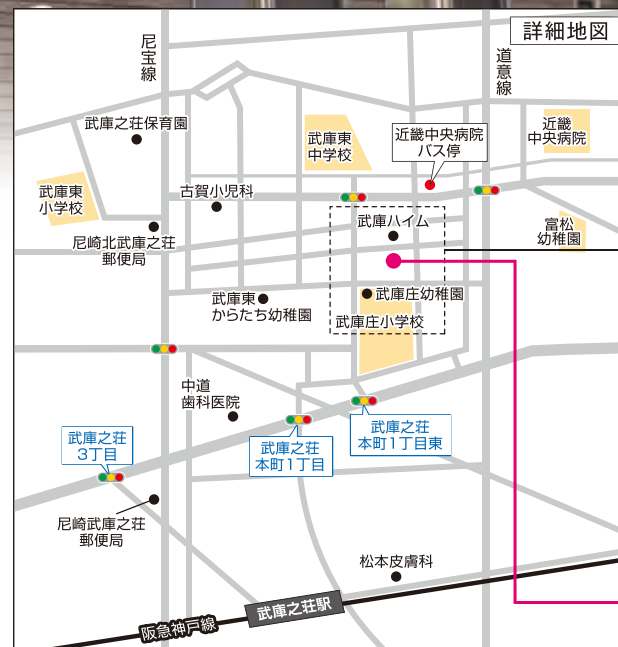 詳細地図
尼宝線
道意線
武庫之荘保育園
武庫東
中学校
近畿中央病院
バス停
近畿
中央病院
武庫東
小学校
古賀小児科
尼崎北武庫之荘
郵便局
武庫ハイム
富松
幼稚園
武庫東
からたち幼稚園
武庫庄幼稚園
武庫庄小学校
中道
歯科医院
武庫之荘
3丁目
武庫之荘
本町1丁目
武庫之荘
本町1丁目東
尼崎武庫之荘
郵便局
松本皮膚科
武庫之荘駅
阪急神戸線